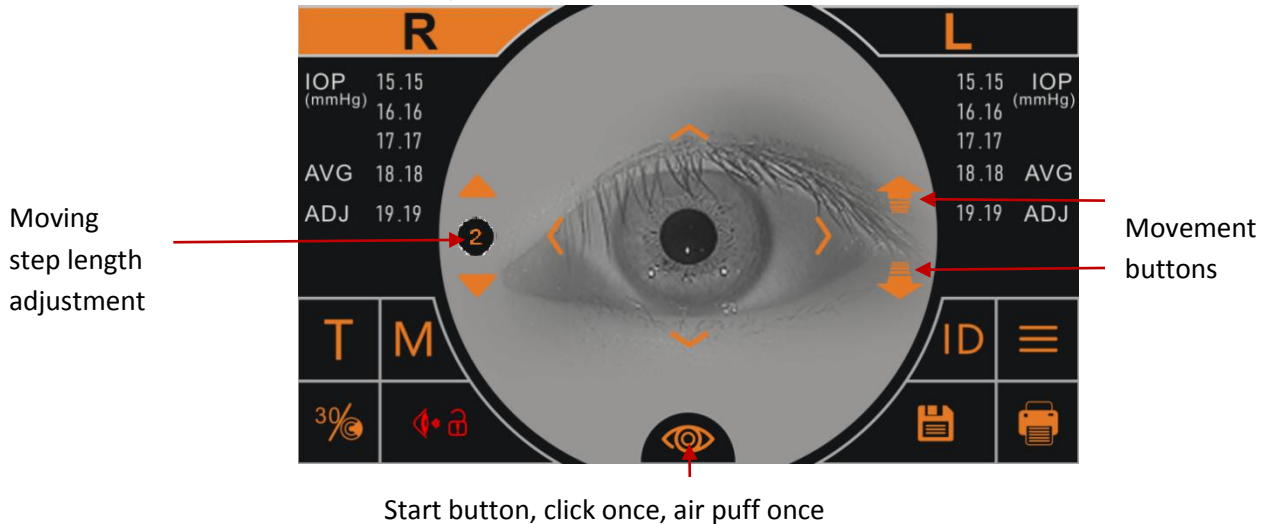 R
L
IOP 15.15
(mmHg)
16.16
17.17
AVG 18.18
ADJ 19.19
15.15 IOP
(mmHg)
16.16
17.17
18.18 AVG
19.19 ADJ
Moving
step length
adjustment
2
Movement
buttons
T
M
ID
30/C
Start button, click once, air puff once